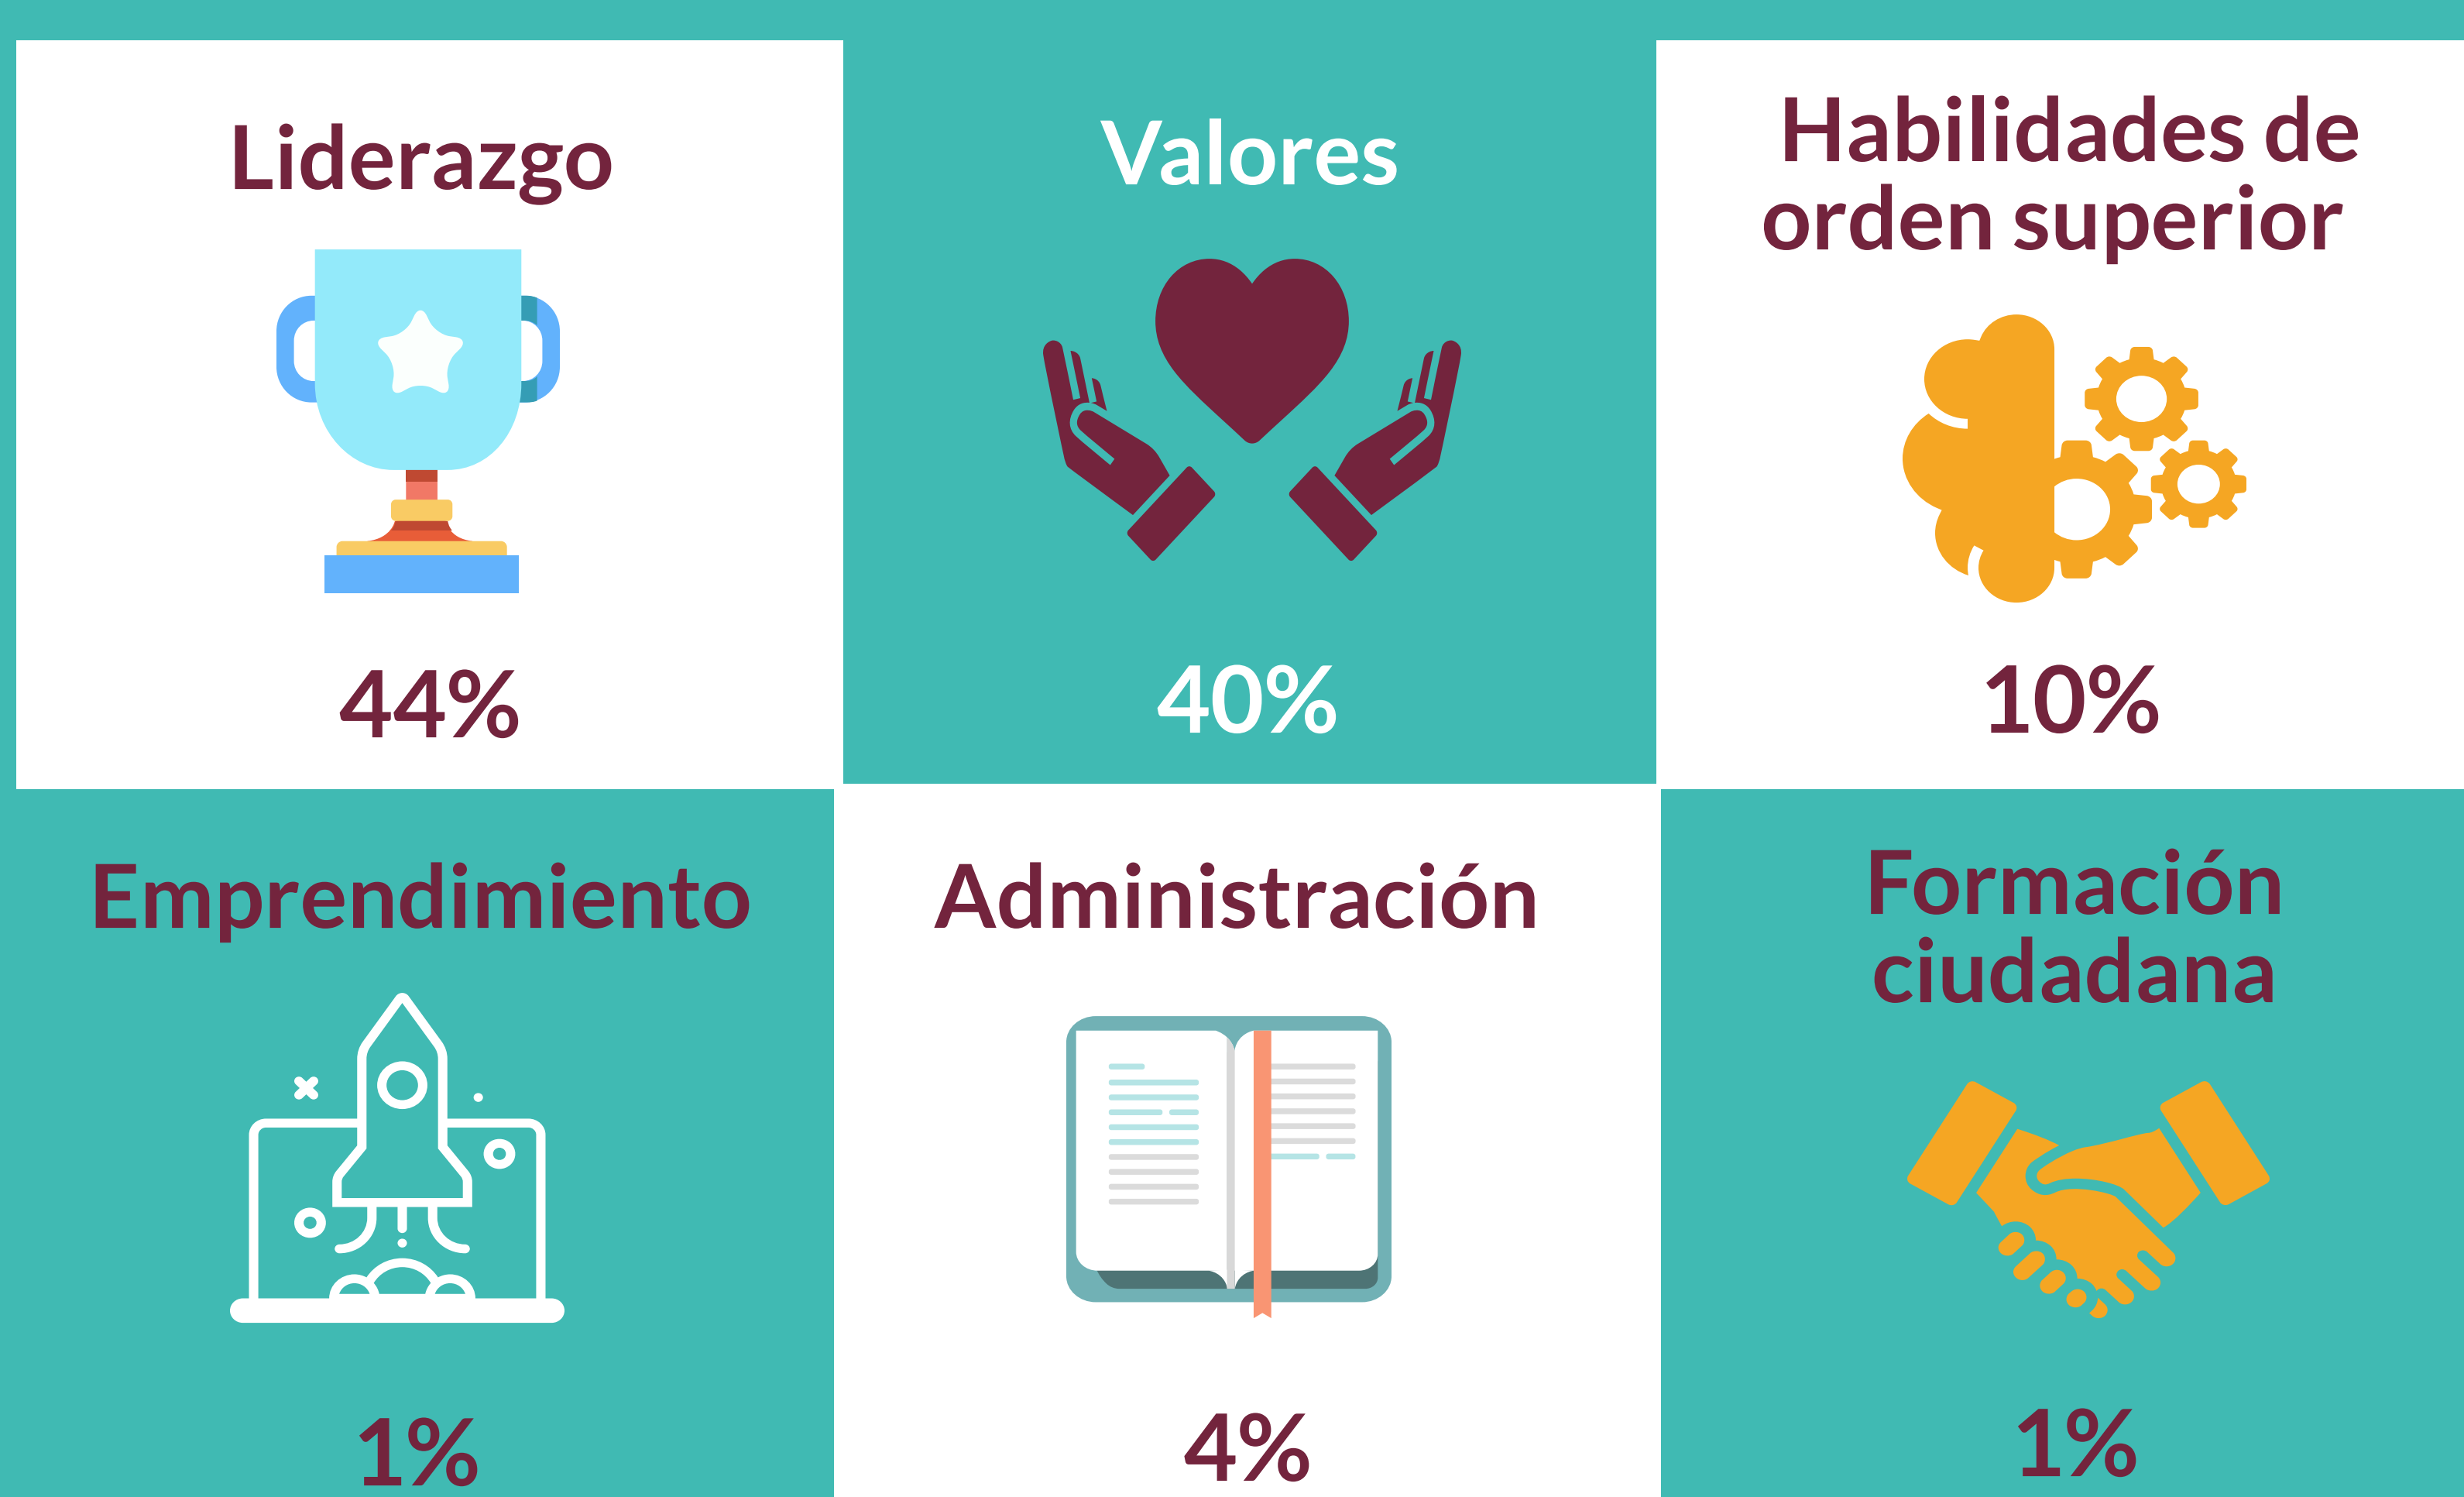 Liderazgo
44%
Valores
40%
Habilidades de
orden superior
10%
Emprendimiento
1%
Administración
4%
Formación
ciudadana
1%